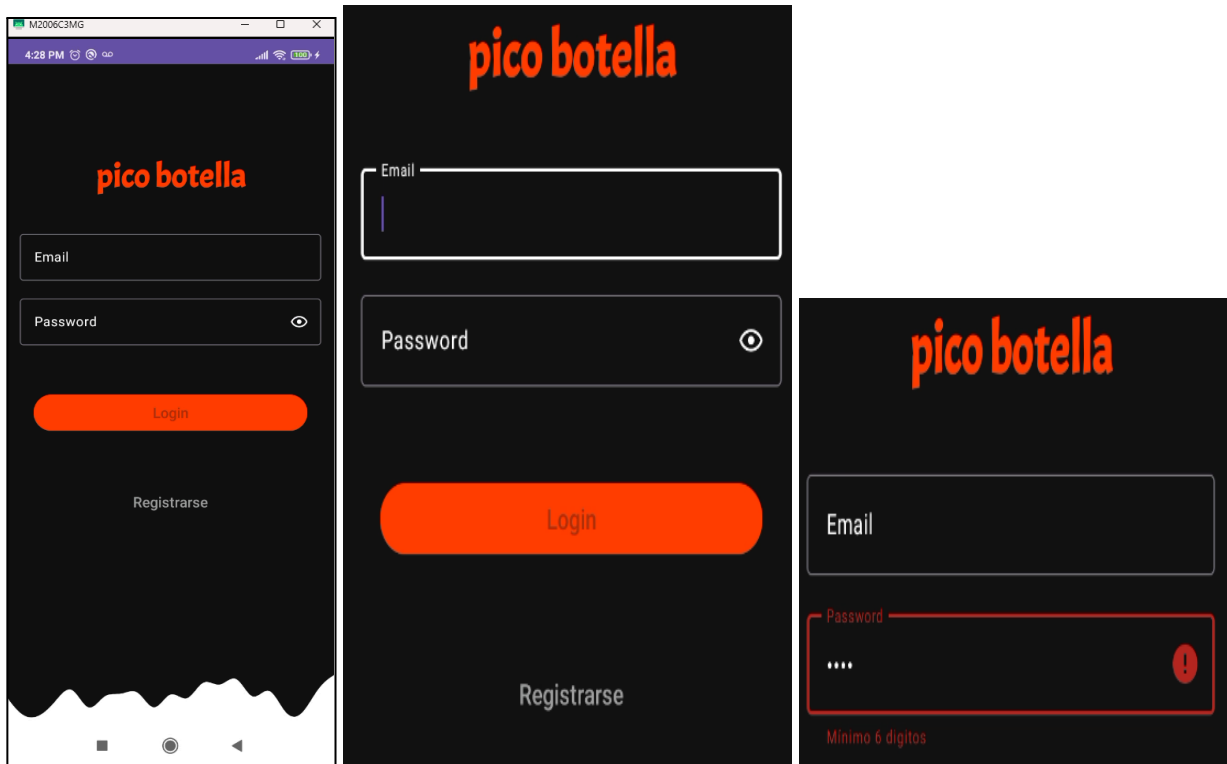 M2006C3MG
4:28 PM
100
pico botella
Email
Password
Login
Registrarse
pico botella
Email
Password
Login
Registrarse
pico botella
Email
Password
Mínimo 6 digitos